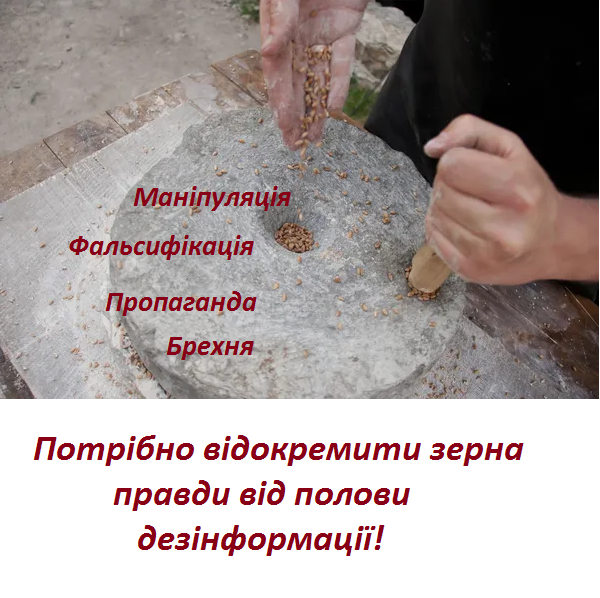 Маніпуляція
Фальсифікація
Пропаганда
Брехня
Потрібно відокремити зерна
правди від полови
дезінформації!